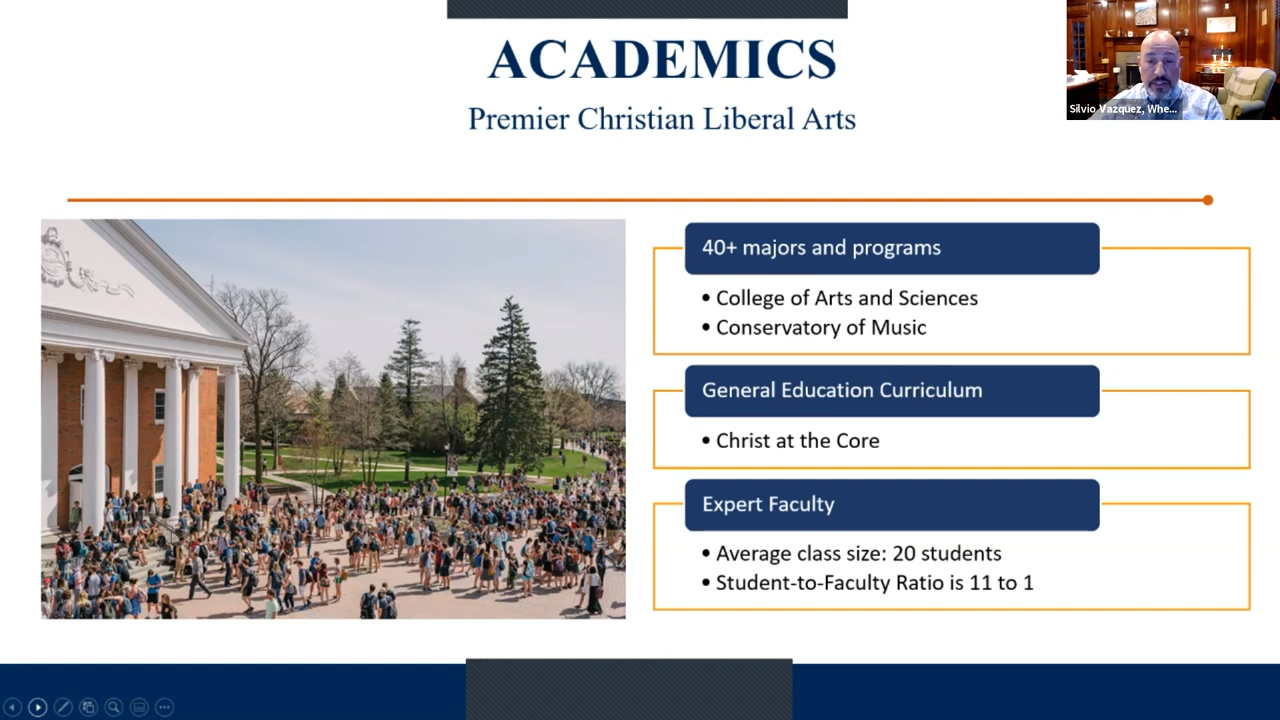 ACADEMICS
Premier Christian Liberal Arts
Silvio Vazquez, Whe...
40+ majors and programs
• College of Arts and Sciences
• Conservatory of Music
General Education Curriculum
• Christ at the Core
Expert Faculty
• Average class size: 20 students
• Student-to-Faculty Ratio is 11 to 1